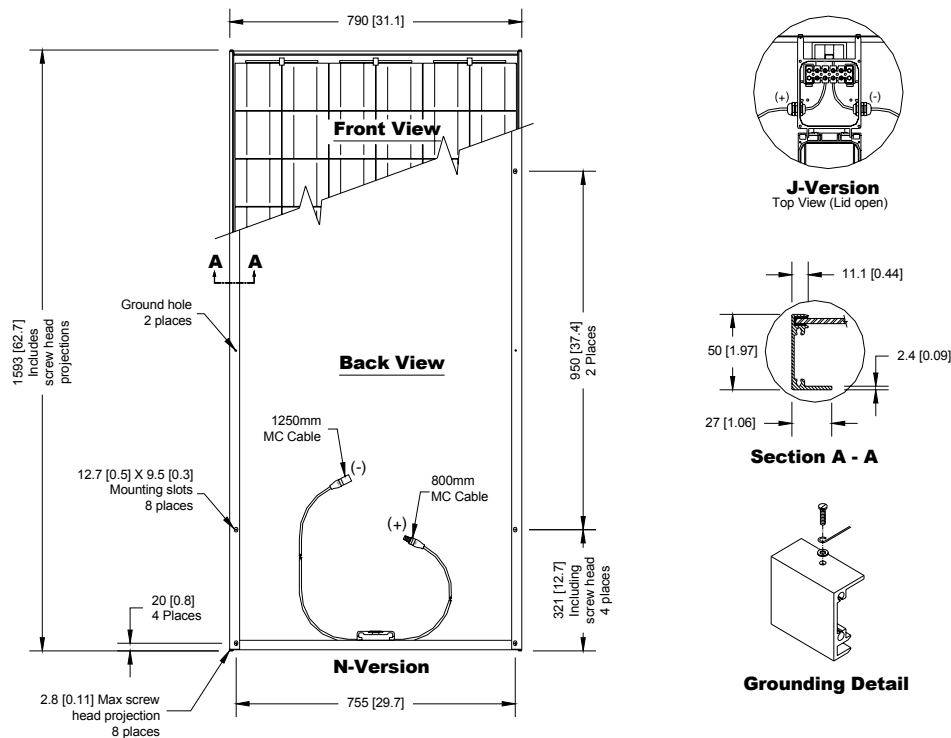 790 [31.1]
Front View
A A
1593 [62.7]
Includes
screw head
projections
Ground hole
2 places
Back View
950 [37.4]
2 Places
1250mm
MC Cable
(-)
12.7 [0.5] X 9.5 [0.3]
Mounting slots
8 places
800mm
MC Cable
(+)
321 [12.7]
Including
screw head
4 places
20 [0.8]
4 Places
N-Version
2.8 [0.11] Max screw
head projection
8 places
755 [29.7]
(+)
(-)
J-Version
Top View (Lid open)
11.1 [0.44]
50 [1.97]
2.4 [0.09]
27 [1.06]
Section A - A
Grounding Detail